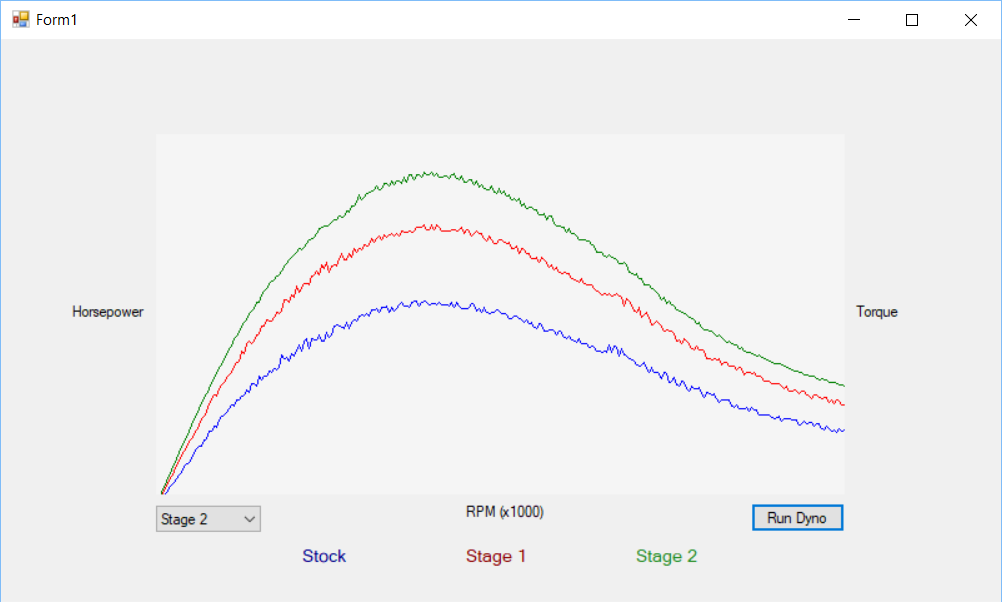 Form1
Horsepower
Torque
Stage 2
RPM (x1000)
Run Dyno
Stock
Stage 1
Stage 2